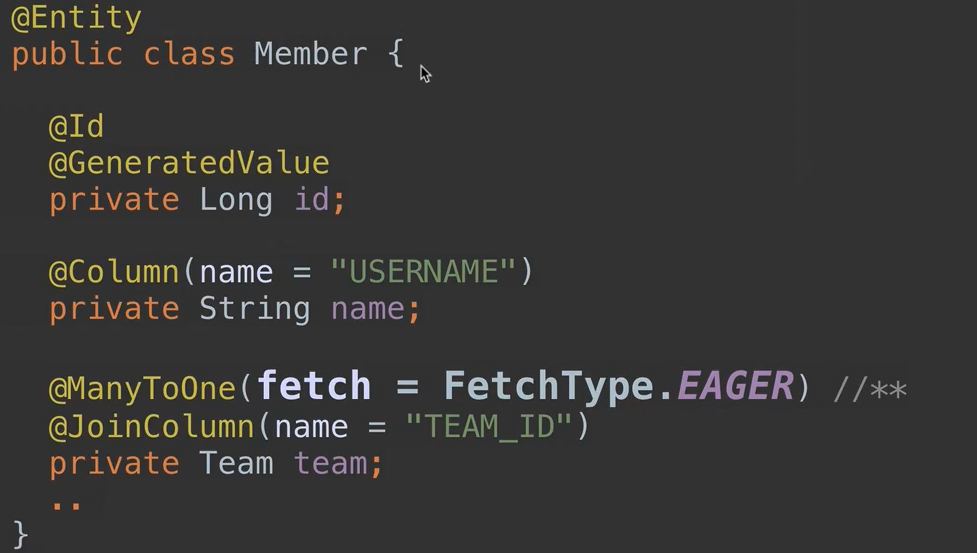 @Entity
public class Member {
@Id
@GeneratedValue
private Long id;
@Column(name = "USERNAME")
private String name;
@ManyToOne(fetch = FetchType.EAGER) //**
@JoinColumn(name = "TEAM_ID")
private Team team;
..
}